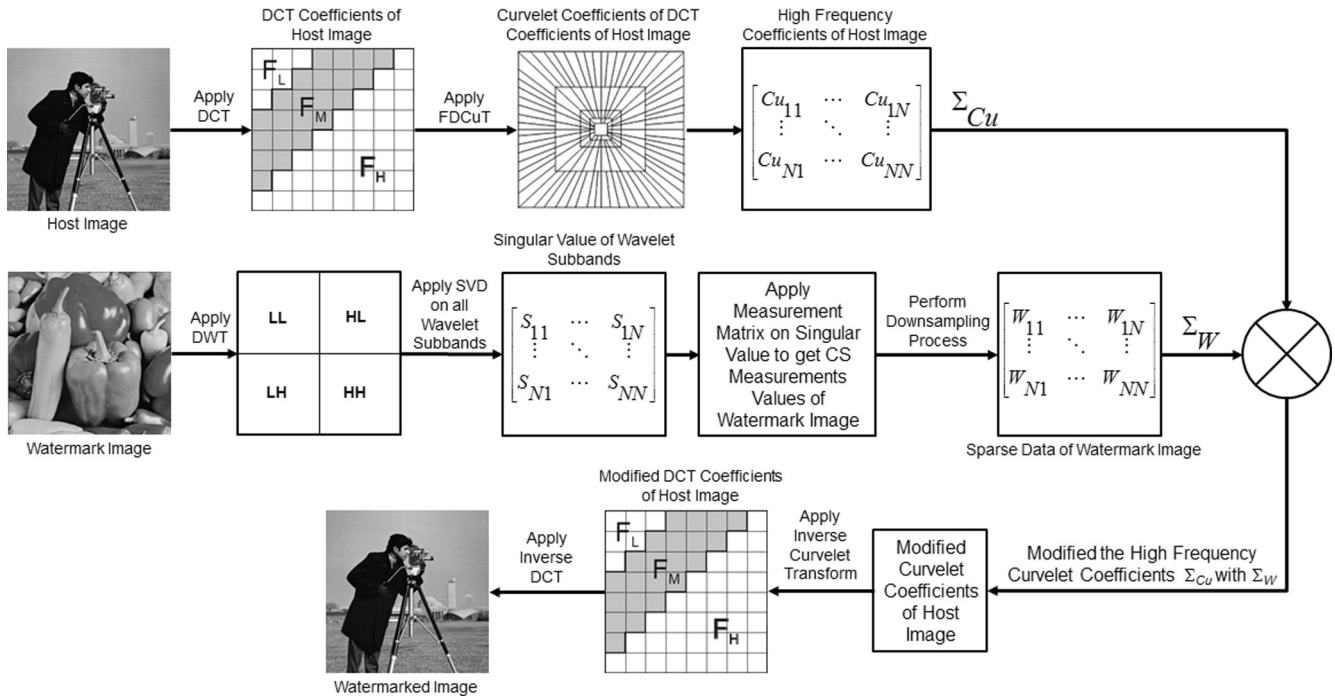 DCT Coefficients of
Host Image
Curvelet Coefficients of DCT
Coefficients of Host Image
High Frequency
Coefficients of Host Image
Apply
DCT
F_L
F_M
F_H
Apply
FDCuT
Cu_11 ⋯ Cu_1N
⋮ ⋱ ⋮
Cu_N1 ⋯ Cu_NN
Σ_Cu
Host Image
Singular Value of Wavelet
Subbands
Apply
DWT
LL HL
LH HH
Apply SVD
on all
Wavelet
Subbands
S_11 ⋯ S_1N
⋮ ⋱ ⋮
S_N1 ⋯ S_NN
Apply
Measurement
Matrix on Singular
Value to get CS
Measurements
Values of
Watermark Image
Perform
Downsampling
Process
W_11 ⋯ W_1N
⋮ ⋱ ⋮
W_N1 ⋯ W_NN
Σ_W
Watermark Image
Sparse Data of Watermark Image
Modified DCT Coefficients
of Host Image
Apply
Inverse
DCT
F_L
F_M
F_H
Apply
Inverse
Curvelet
Transform
Modified
Curvelet
Coefficients
of Host
Image
Modified the High Frequency
Curvelet Coefficients Σ_Cu with Σ_W
Watermarked Image